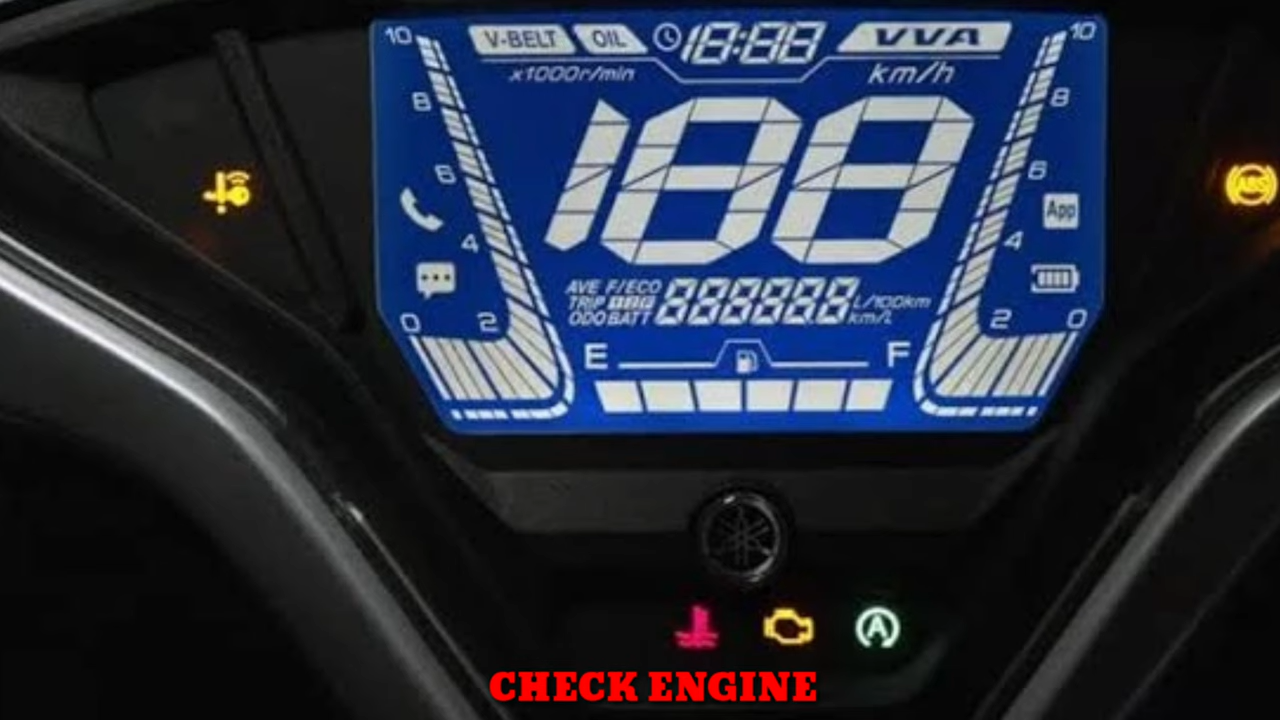 V-BELT OIL 18:88 VVA
x1000r/min km/h
10 10
8 8
188
6 6
App
4 4
AVE F/ECO
TRIP
ODO BATT
888888
L/100km
km/L
0 2 2 0
E F
ABS
A
CHECK ENGINE